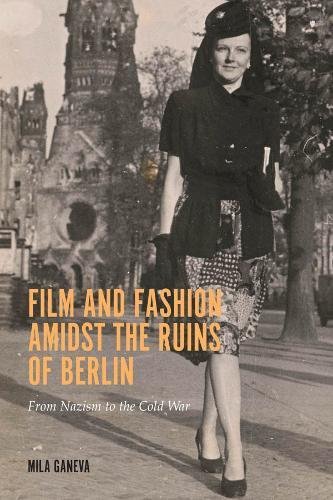 FILM AND FASHION
AMIDST THE RUINS
OF BERLIN
From Nazism to the Cold War
MILA GANEVA